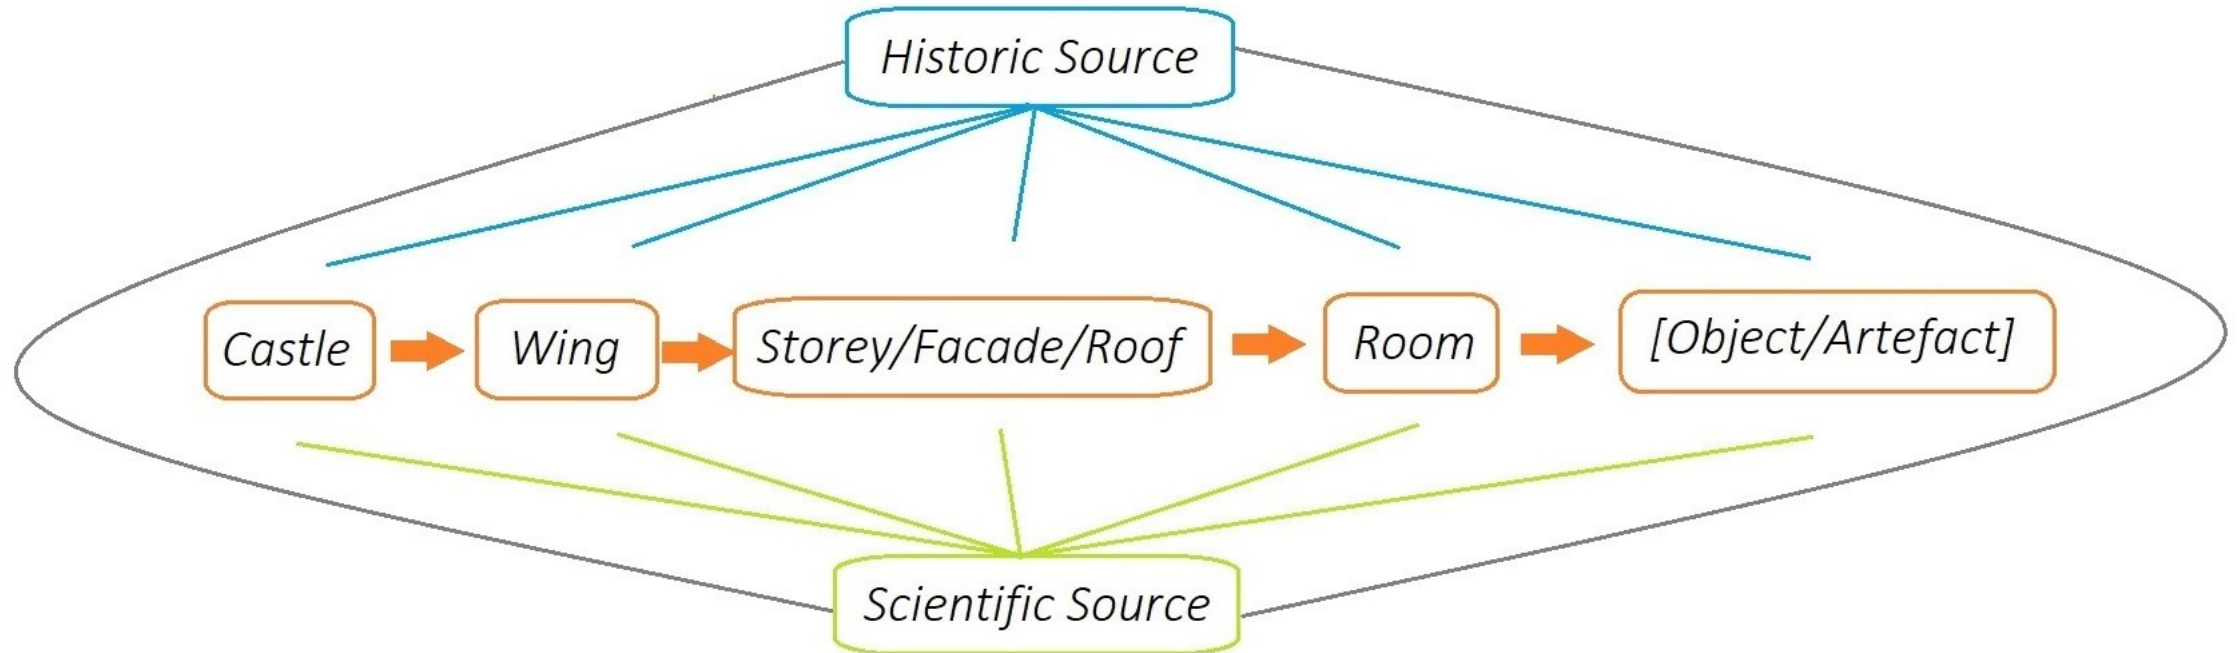 Historic Source
Castle
Wing
Storey/Facade/Roof
Room
[Object/Artefact]
Scientific Source